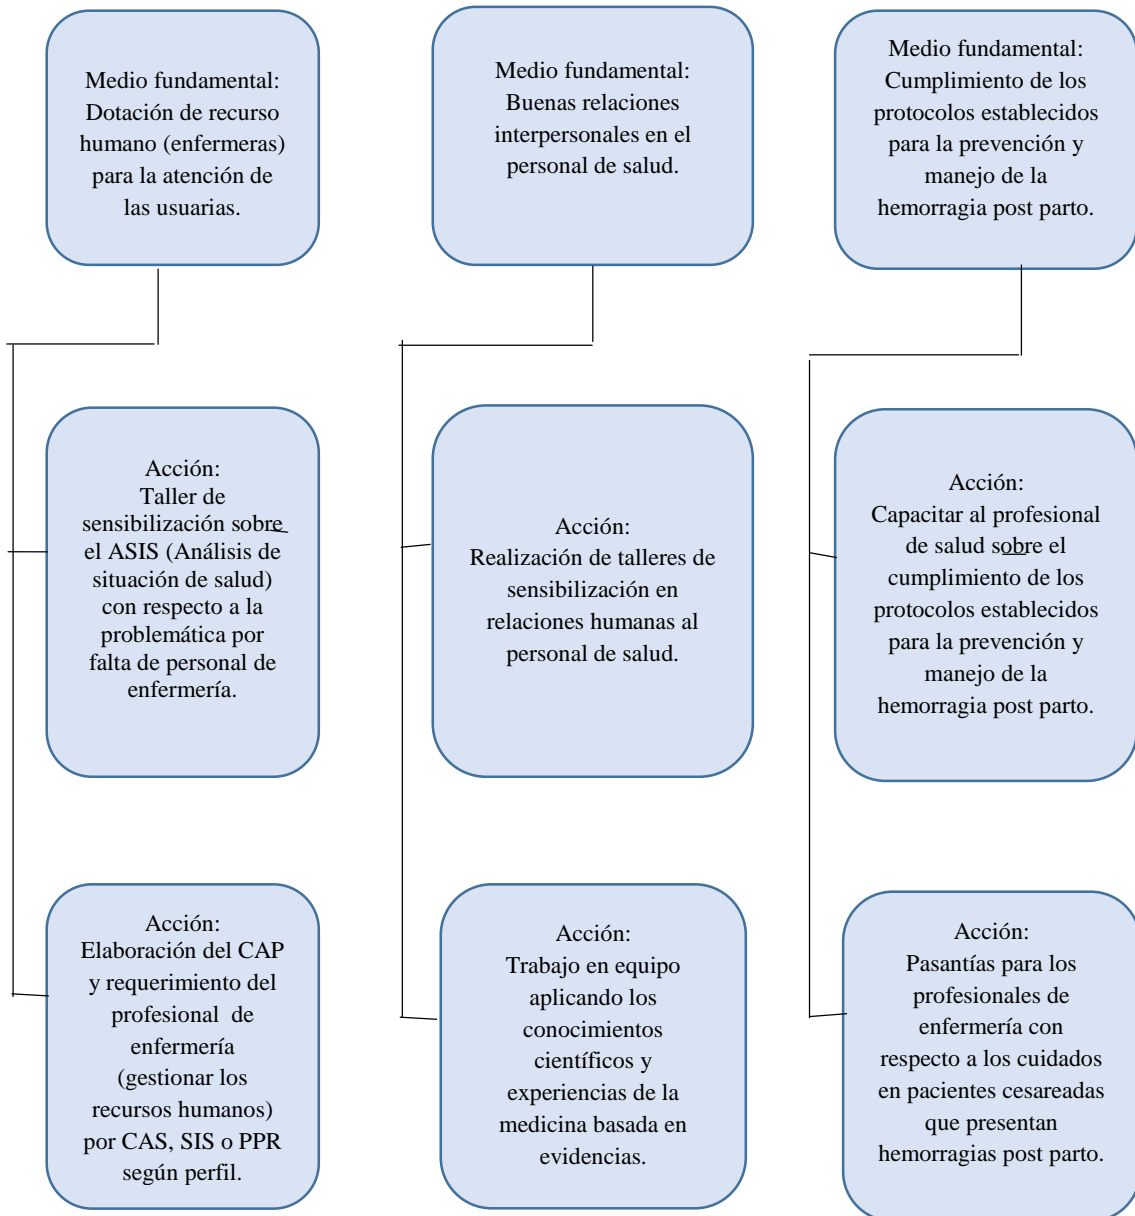 Medio fundamental:
Dotación de recurso
humano (enfermeras)
para la atención de
las usuarias.
Medio fundamental:
Buenas relaciones
interpersonales en el
personal de salud.
Medio fundamental:
Cumplimiento de los
protocolos establecidos
para la prevención y
manejo de la
hemorragia post parto.
Acción:
Taller de
sensibilización sobre
el ASIS (Análisis de
situación de salud)
con respecto a la
problemática por
falta de personal de
enfermería.
Acción:
Realización de talleres de
sensibilización en
relaciones humanas al
personal de salud.
Acción:
Capacitar al profesional
de salud sobre el
cumplimiento de los
protocolos establecidos
para la prevención y
manejo de la
hemorragia post parto.
Acción:
Elaboración del CAP
y requerimiento del
profesional de
enfermería
(gestionar los
recursos humanos)
por CAS, SIS o PPR
según perfil.
Acción:
Trabajo en equipo
aplicando los
conocimientos
científicos y
experiencias de la
medicina basada en
evidencias.
Acción:
Pasantías para los
profesionales de
enfermería con
respecto a los cuidados
en pacientes cesareadas
que presentan
hemorragias post parto.